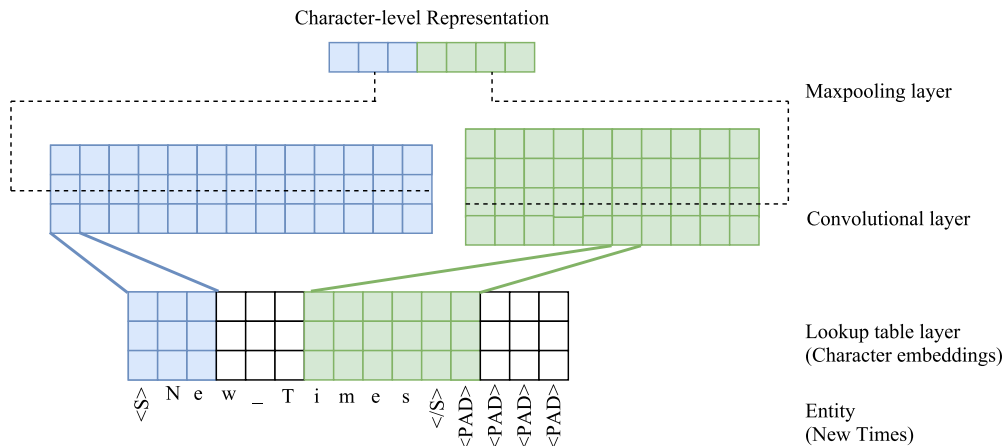 Character-level Representation
Maxpooling layer
Convolutional layer
Lookup table layer
(Character embeddings)
<S> N e w _ T i m e s </S> <PAD> <PAD> <PAD> <PAD>
Entity
(New Times)